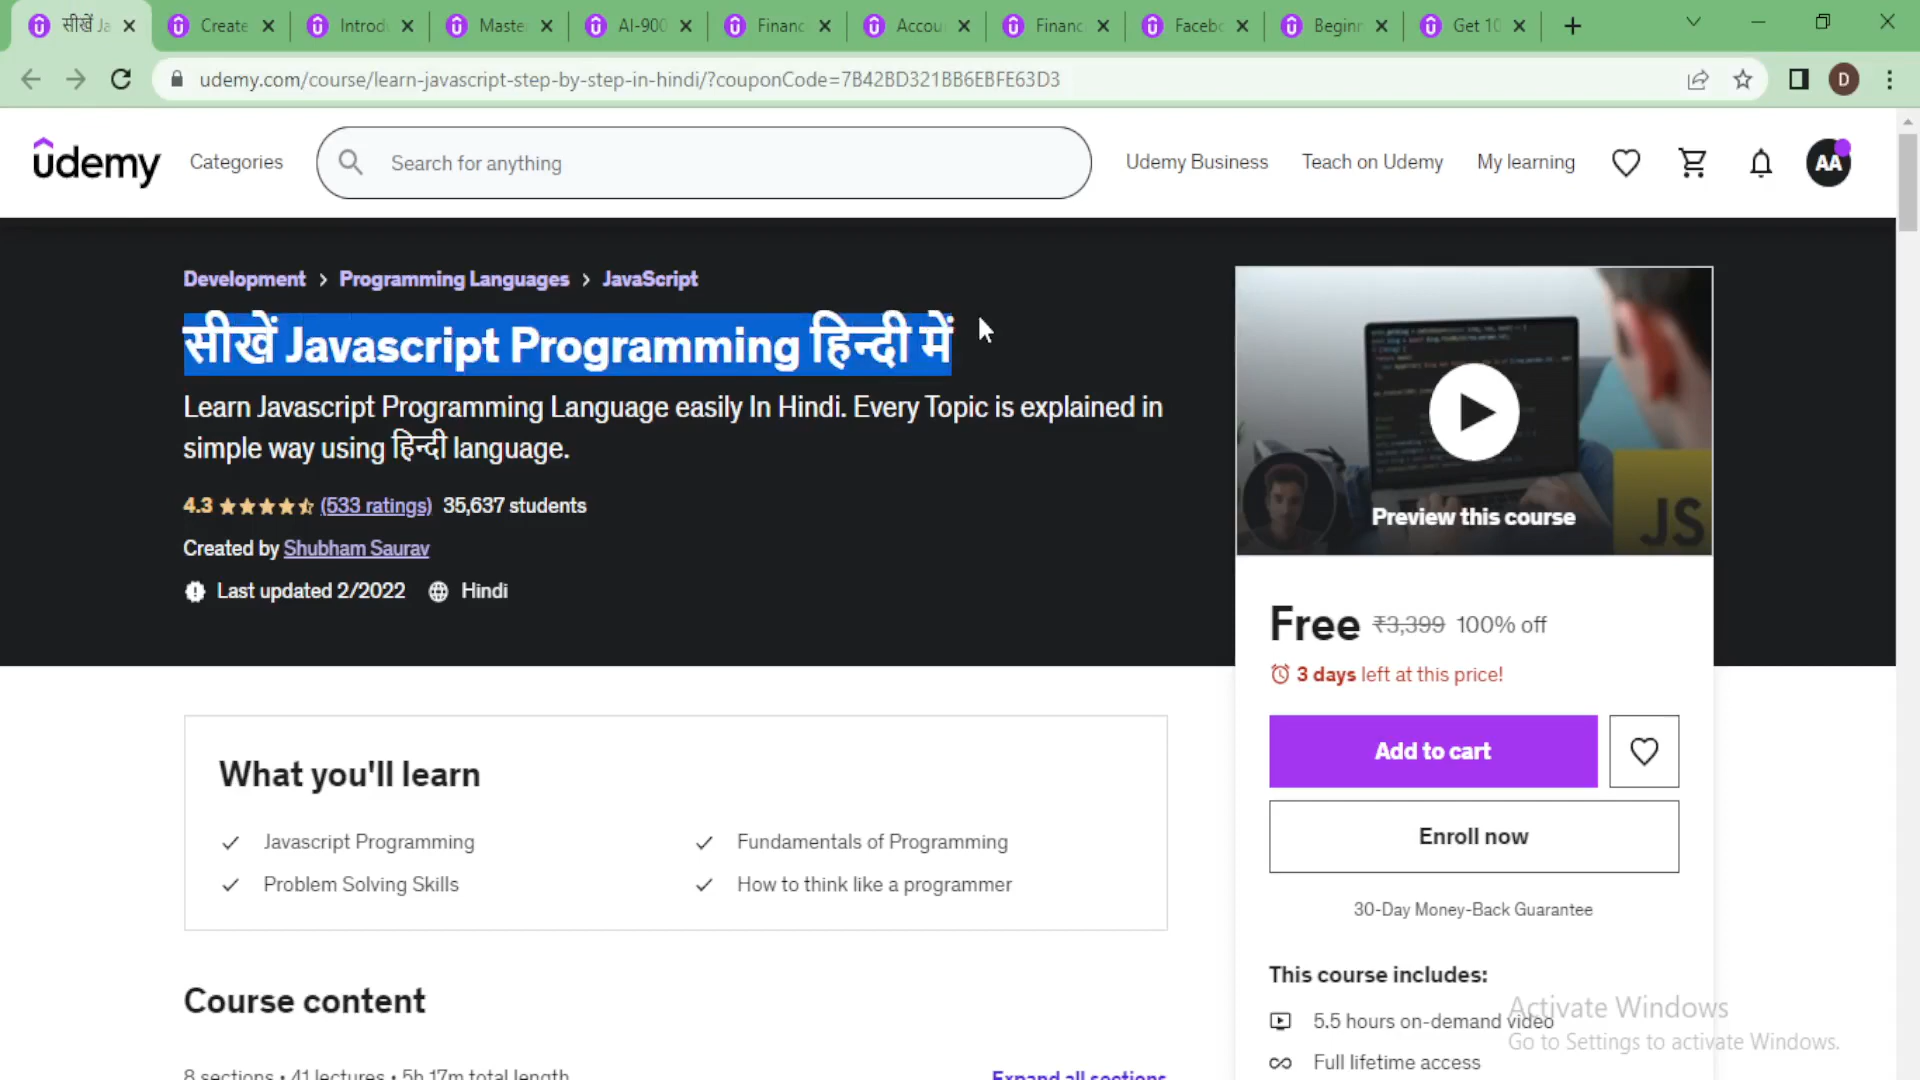 सीखें Ja
Create
Introd
Master
AI-900
Financ
Accou
Financ
Facebo
Beginn
Get 10
udemy.com/course/learn-javascript-step-by-step-in-hindi/?couponCode=7B42BD321BB6EBFE63D3
D
udemy
Categories
Search for anything
Udemy Business
Teach on Udemy
My learning
AA
Development > Programming Languages > JavaScript
सीखें Javascript Programming हिन्दी में
Learn Javascript Programming Language easily In Hindi. Every Topic is explained in
simple way using हिन्दी language.
4.3 (533 ratings) 35,637 students
Created by Shubham Saurav
Last updated 2/2022 Hindi
JS
Preview this course
Free ₹3,399 100% off
3 days left at this price!
Add to cart
Enroll now
30-Day Money-Back Guarantee
This course includes:
5.5 hours on-demand video
Full lifetime access
What you'll learn
Javascript Programming
Fundamentals of Programming
Problem Solving Skills
How to think like a programmer
Course content
8 sections • 41 lectures • 5h 17m total length
Expand all sections
Activate Windows
Go to Settings to activate Windows.